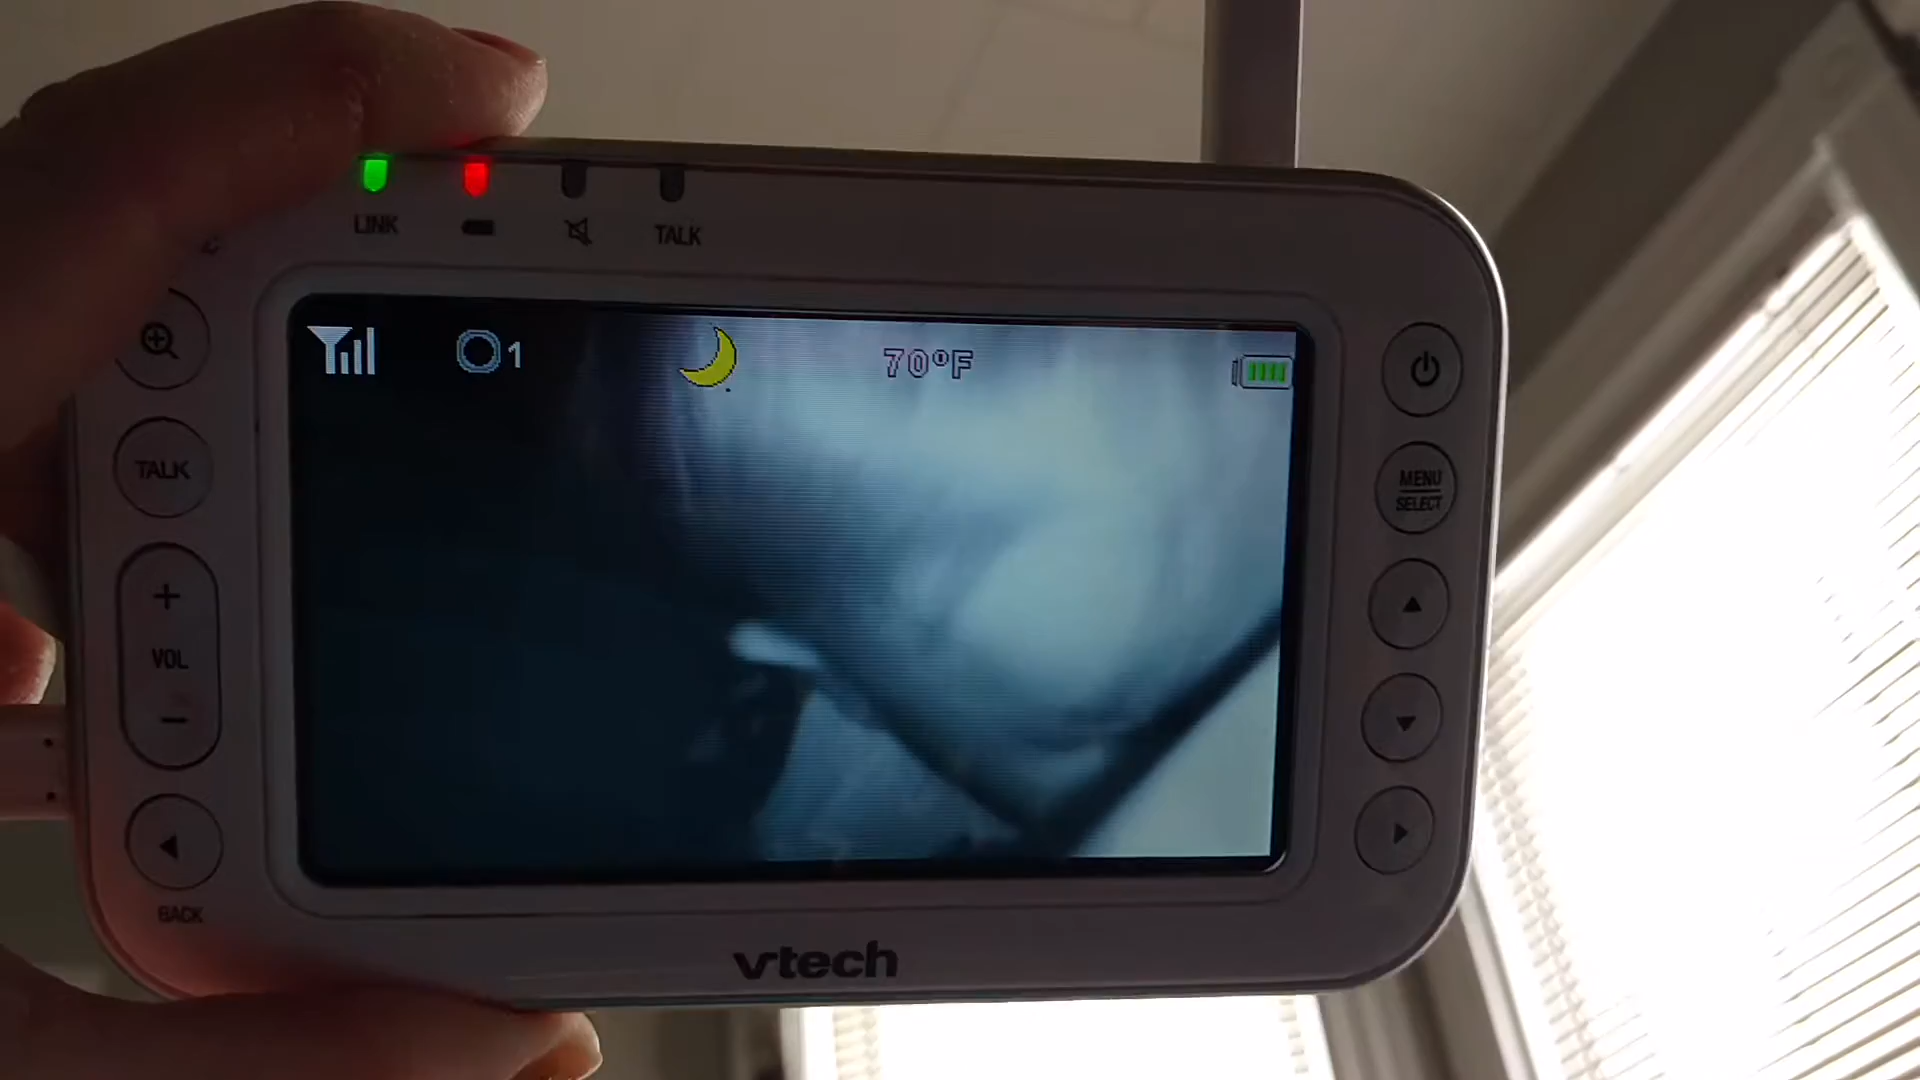 LINK
TALK
1
70°F
TALK
+
VOL
-
BACK
MENU
SELECT
vtech